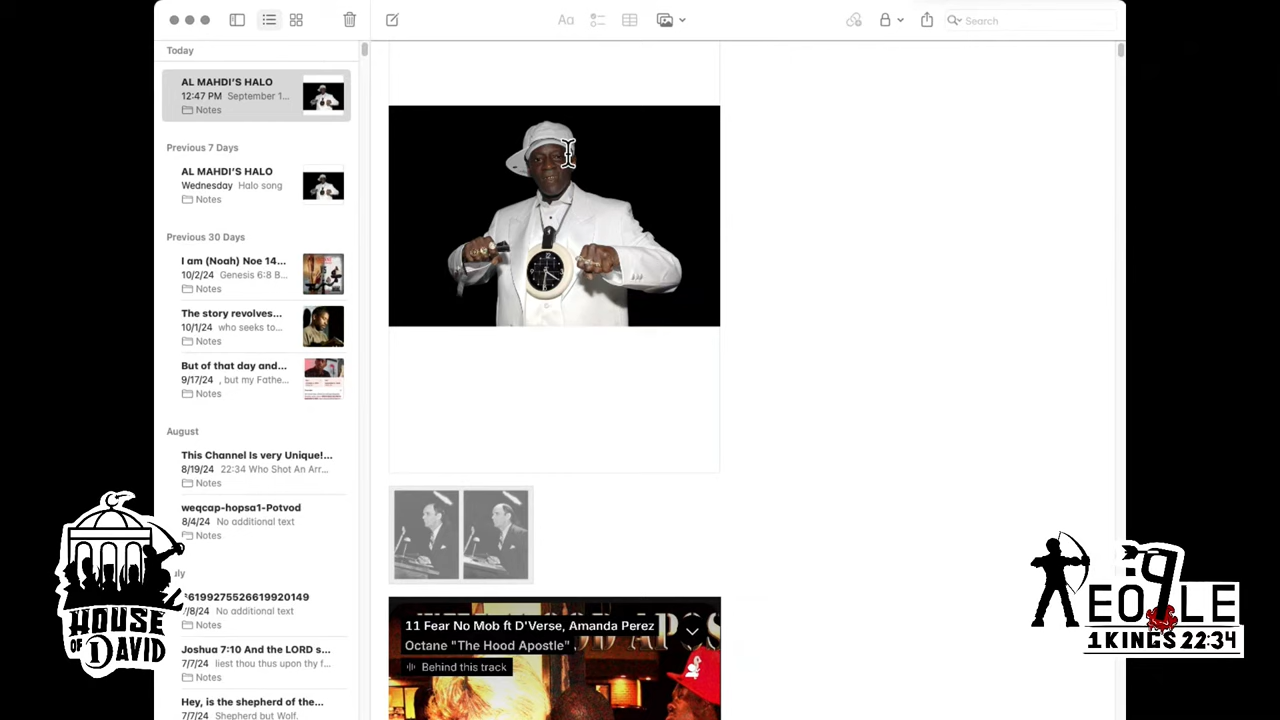 Aa
Search
Today
AL MAHDI'S HALO
12:47 PM September 1...
Notes
Previous 7 Days
AL MAHDI'S HALO
Wednesday Halo song
Notes
Previous 30 Days
I am (Noah) Noe 14...
10/2/24 Genesis 6:8 B...
Notes
The story revolves...
10/1/24 who seeks to...
Notes
But of that day and...
9/17/24 , but my Fathe...
Notes
August
This Channel Is very Unique!...
8/19/24 22:34 Who Shot An Arr...
Notes
weqcap-hopsa1-Potvod
8/4/24 No additional text
Notes
uly
6619927552661992014​9
7/8/24 No additional text
Notes
Joshua 7:10 And the LORD s...
7/7/24 liest thou thus upon thy f...
Notes
Hey, is the shepherd of the...
7/7/24 Shepherd but Wolf.
11 Fear No Mob ft D'Verse, Amanda Perez
Octane "The Hood Apostle"
Behind this track
HOUSE
OF DAVID
EOPLE
1 KINGS 22:34